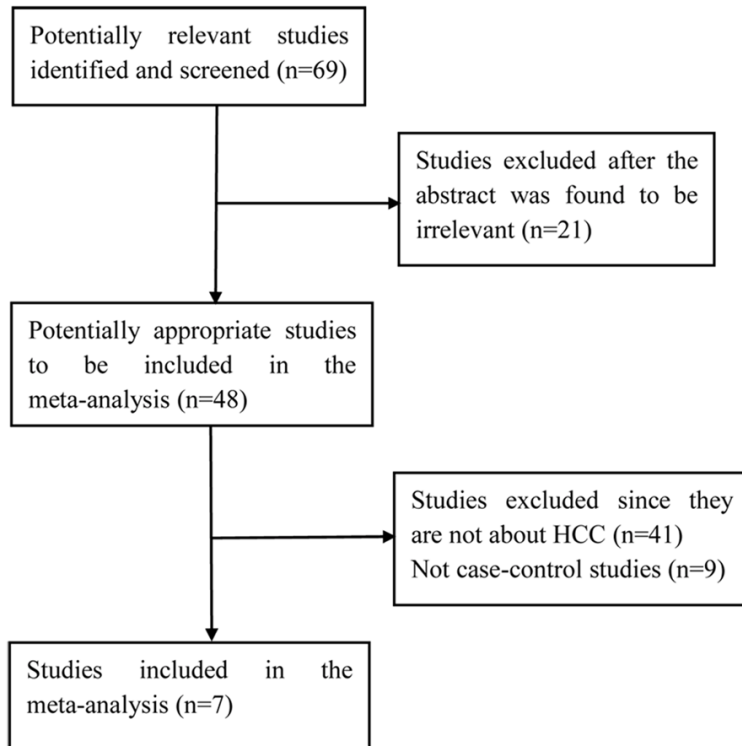 Potentially relevant studies
identified and screened (n=69)
Studies excluded after the
abstract was found to be
irrelevant (n=21)
Potentially appropriate studies
to be included in the
meta-analysis (n=48)
Studies excluded since they
are not about HCC (n=41)
Not case-control studies (n=9)
Studies included in the
meta-analysis (n=7)